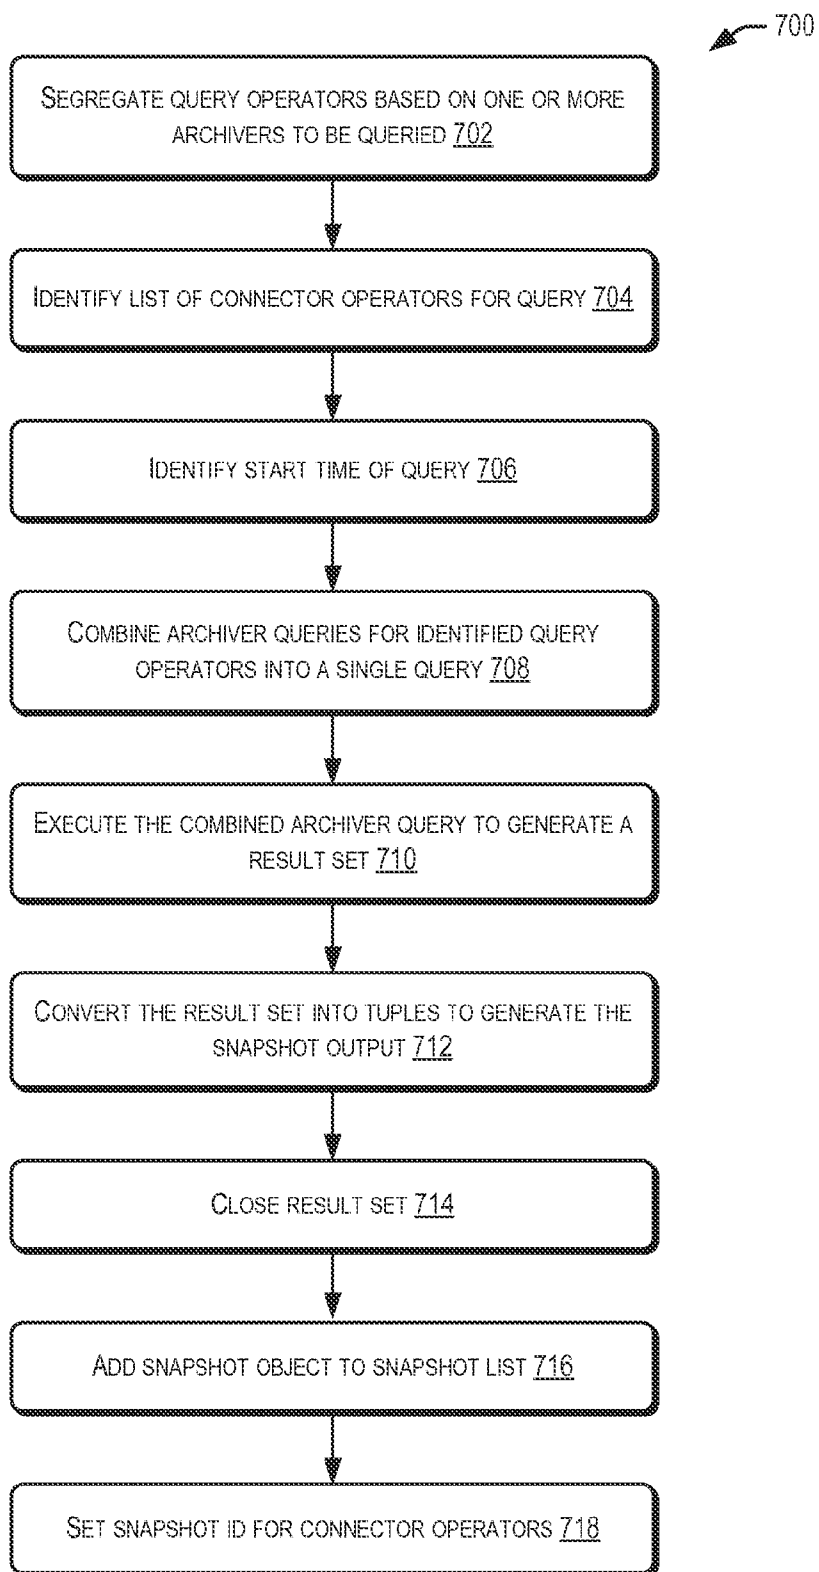 700
SEGREGATE QUERY OPERATORS BASED ON ONE OR MORE
ARCHIVERS TO BE QUERIED 702
IDENTIFY LIST OF CONNECTOR OPERATORS FOR QUERY 704
IDENTIFY START TIME OF QUERY 706
COMBINE ARCHIVER QUERIES FOR IDENTIFIED QUERY
OPERATORS INTO A SINGLE QUERY 708
EXECUTE THE COMBINED ARCHIVER QUERY TO GENERATE A
RESULT SET 710
CONVERT THE RESULT SET INTO TUPLES TO GENERATE THE
SNAPSHOT OUTPUT 712
CLOSE RESULT SET 714
ADD SNAPSHOT OBJECT TO SNAPSHOT LIST 716
SET SNAPSHOT ID FOR CONNECTOR OPERATORS 718